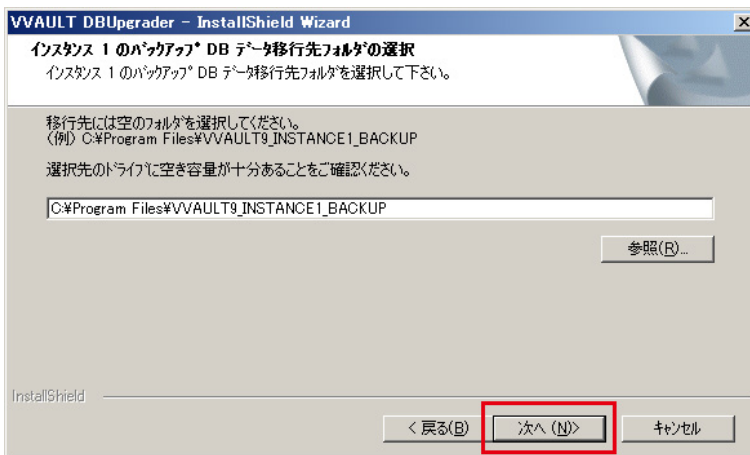 VVAULT DBUpgrader - InstallShield Wizard
インスタンス 1 のバックアップ DB データ移行先フォルダの選択
インスタンス 1 のバックアップ DB データ移行先フォルダを選択して下さい。
移行先には空のフォルダを選択してください。
(例) C:¥Program Files¥VVAULT9_INSTANCE1_BACKUP
選択先のドライブに空き容量が十分あることをご確認ください。
C:¥Program Files¥VVAULT9_INSTANCE1_BACKUP
参照(R)...
InstallShield
< 戻る(B)
次へ (N)>
キャンセル